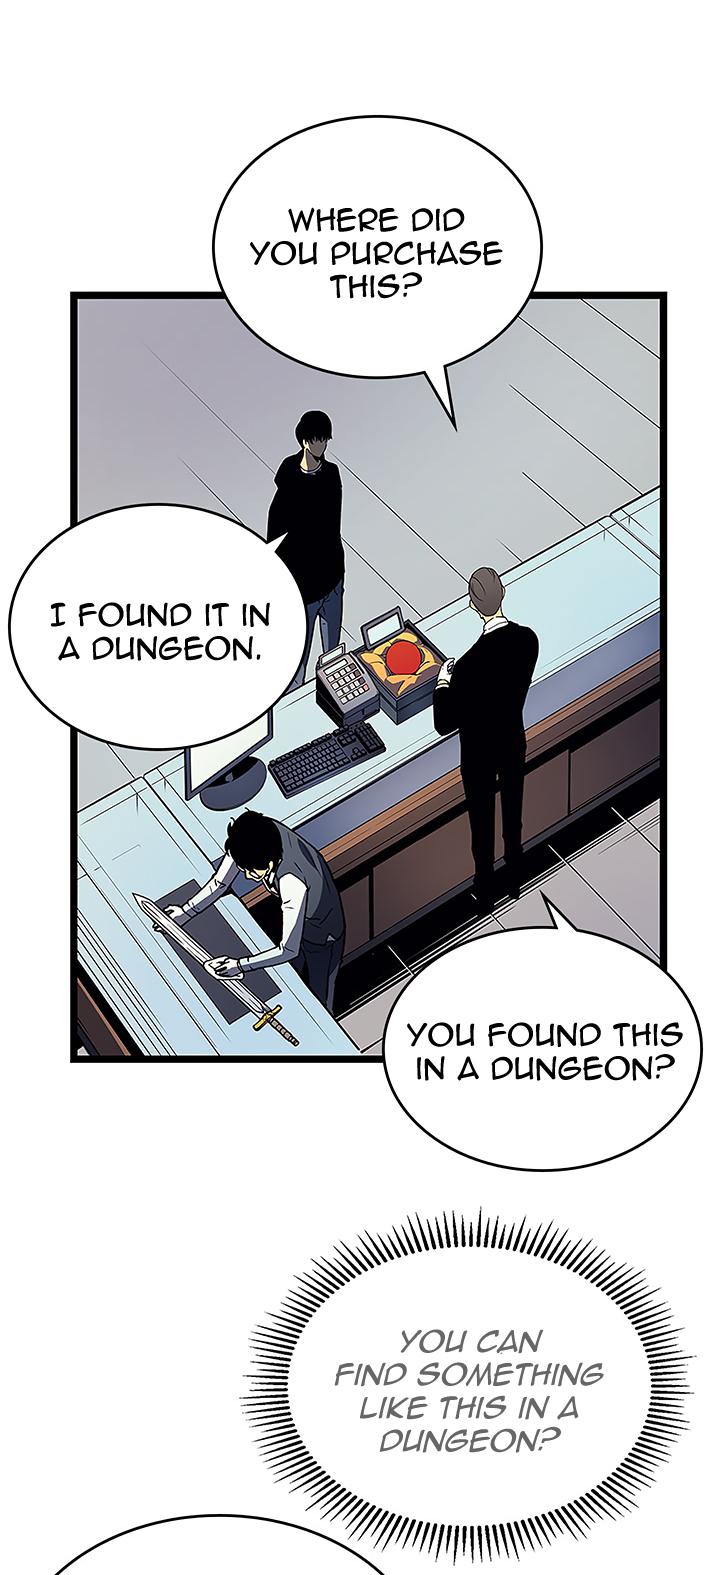 WHERE DID
YOU PURCHASE
THIS?
I FOUND IT IN
A DUNGEON.
YOU FOUND THIS
IN A DUNGEON?
YOU CAN
FIND SOMETHING
LIKE THIS IN A
DUNGEON?